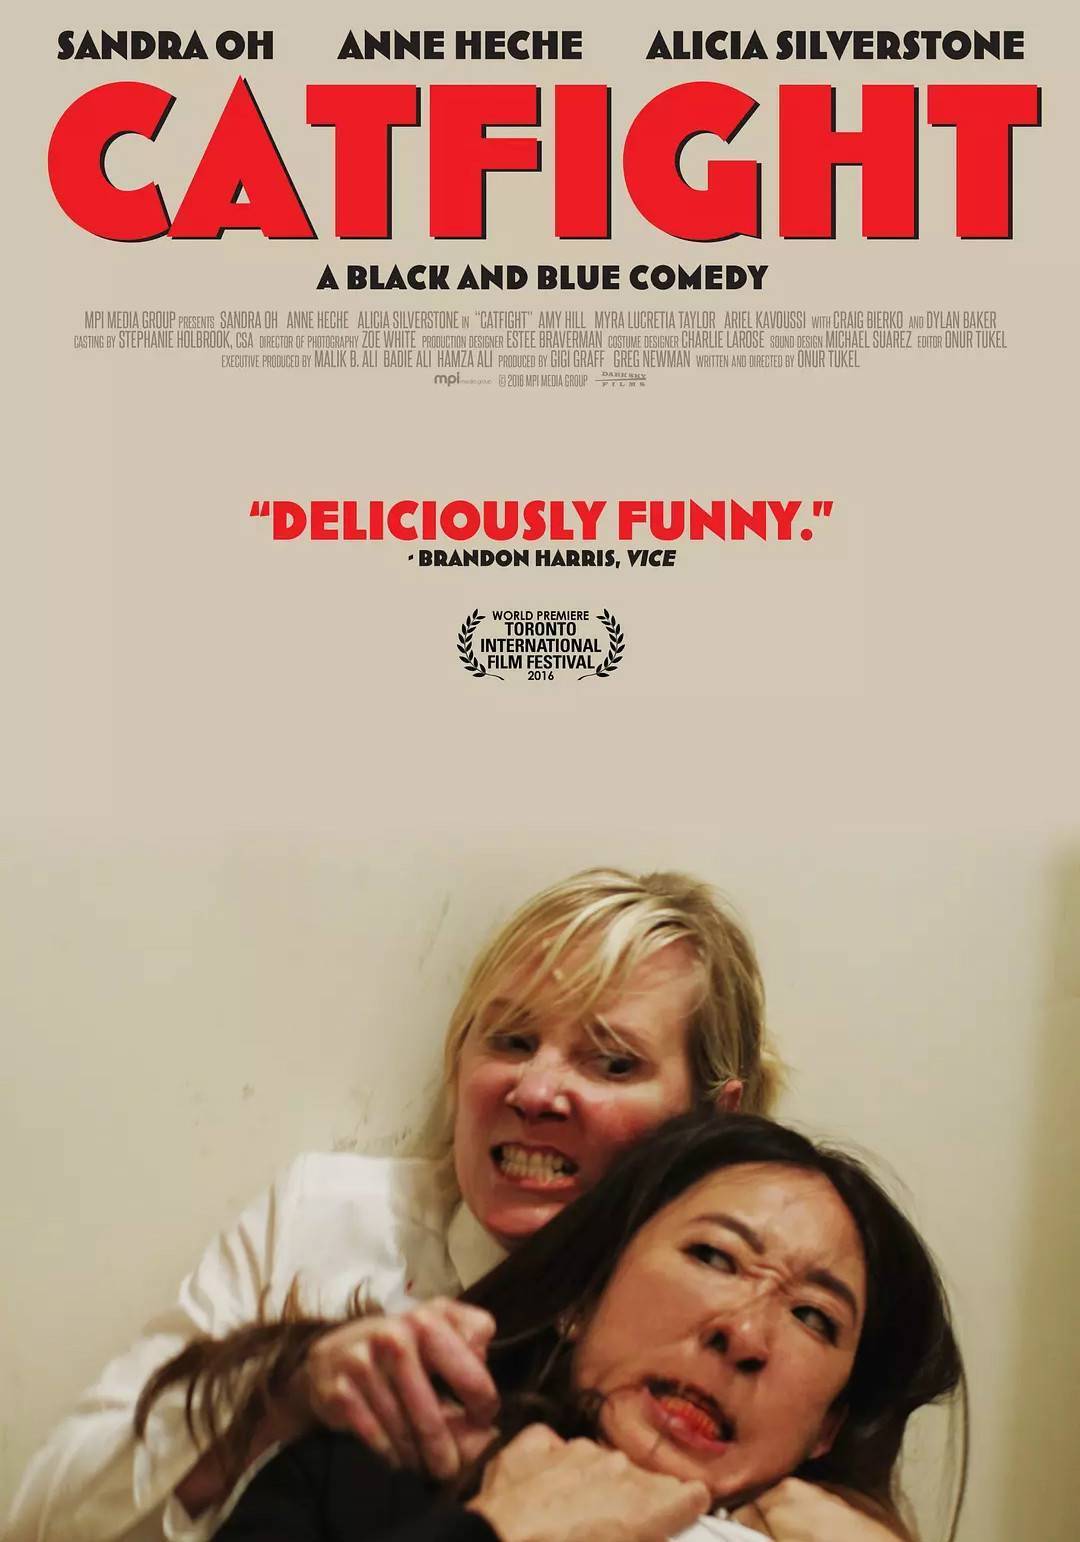 SANDRA OH ANNE HECHE ALICIA SILVERSTONE
CATFIGHT
A BLACK AND BLUE COMEDY
MPI MEDIA GROUP PRESENTS SANDRA OH ANNE HECHE ALICIA SILVERSTONE IN "CATFIGHT" AMY HILL MYRA LUCRETIA TAYLOR ARIEL KAVOUSSI WITH CRAIG BIERKO AND DYLAN BAKER
CASTING BY STEPHANIE HOLBROOK, CSA DIRECTOR OF PHOTOGRAPHY ZOE WHITE PRODUCTION DESIGNER ESTEE BRAVERMAN COSTUME DESIGNER CHARLIE LAROSE SOUND DESIGN MICHAEL SUAREZ EDITOR ONUR TUKEL
EXECUTIVE PRODUCED BY MALIK B. ALI BADIE ALI HAMZA ALI PRODUCED BY GIGI GRAFF GREG NEWMAN WRITTEN AND DIRECTED BY ONUR TUKEL
mpi media group © 2016 MPI MEDIA GROUP DARK SKY FILMS
"DELICIOUSLY FUNNY."
- BRANDON HARRIS, VICE
WORLD PREMIERE
TORONTO
INTERNATIONAL
FILM FESTIVAL
2016